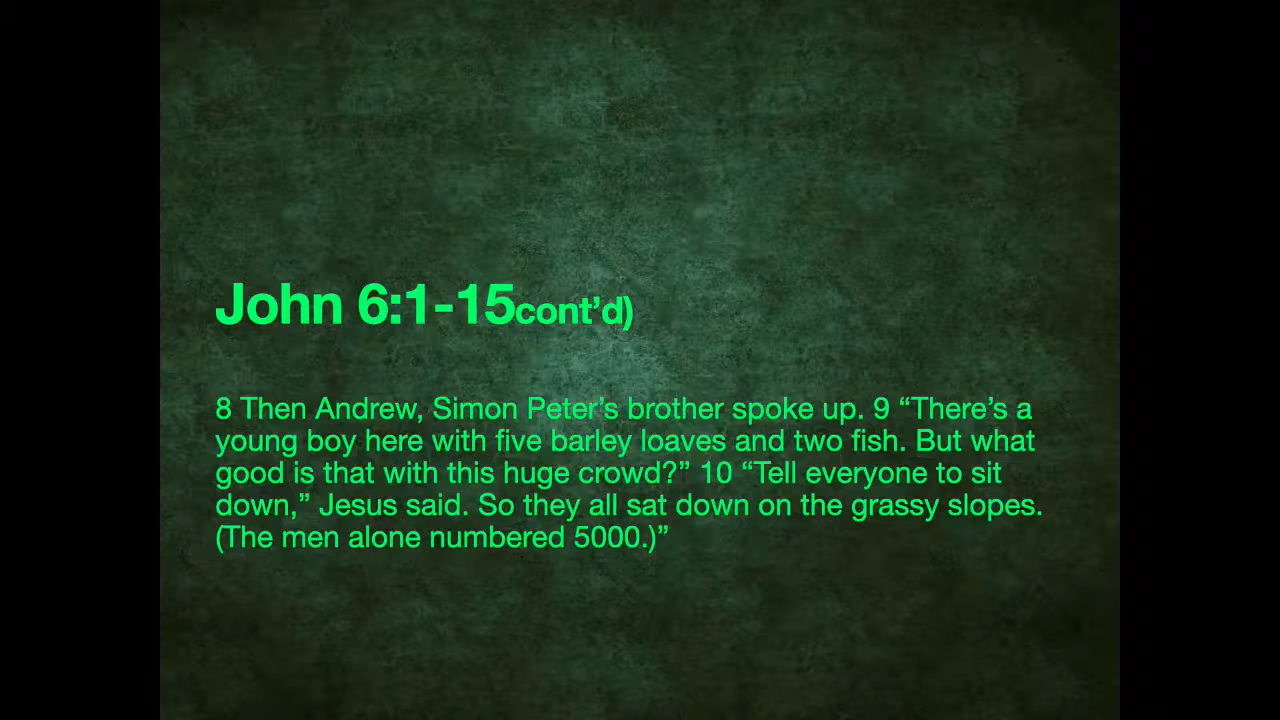 John 6:1-15cont’d)
8 Then Andrew, Simon Peter’s brother spoke up. 9 “There’s a
young boy here with five barley loaves and two fish. But what
good is that with this huge crowd?” 10 “Tell everyone to sit
down,” Jesus said. So they all sat down on the grassy slopes.
(The men alone numbered 5000.)”